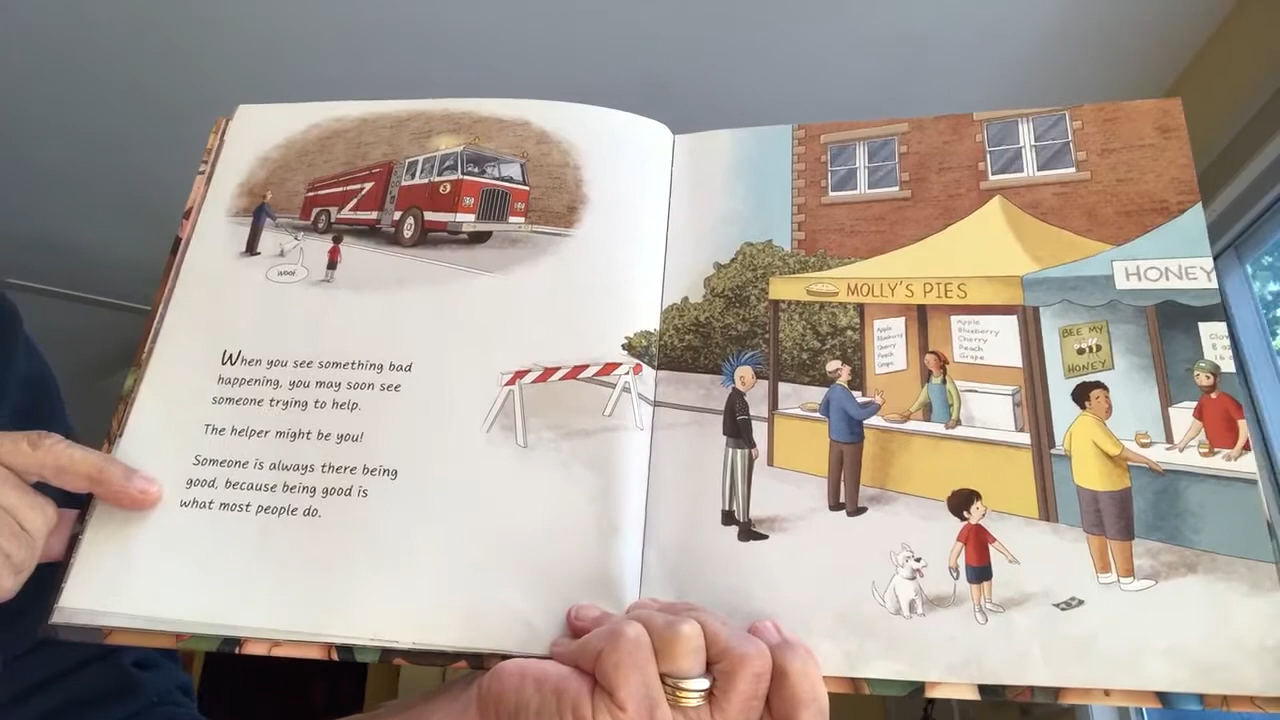 woof.
When you see something bad
happening, you may soon see
someone trying to help.
The helper might be you!
Someone is always there being
good, because being good is
what most people do.
5
MOLLY'S PIES
Apple
Blueberry
Cherry
Peach
Grape
Apple
Blueberry
Cherry
Peach
Grape
HONEY
BEE MY
HONEY